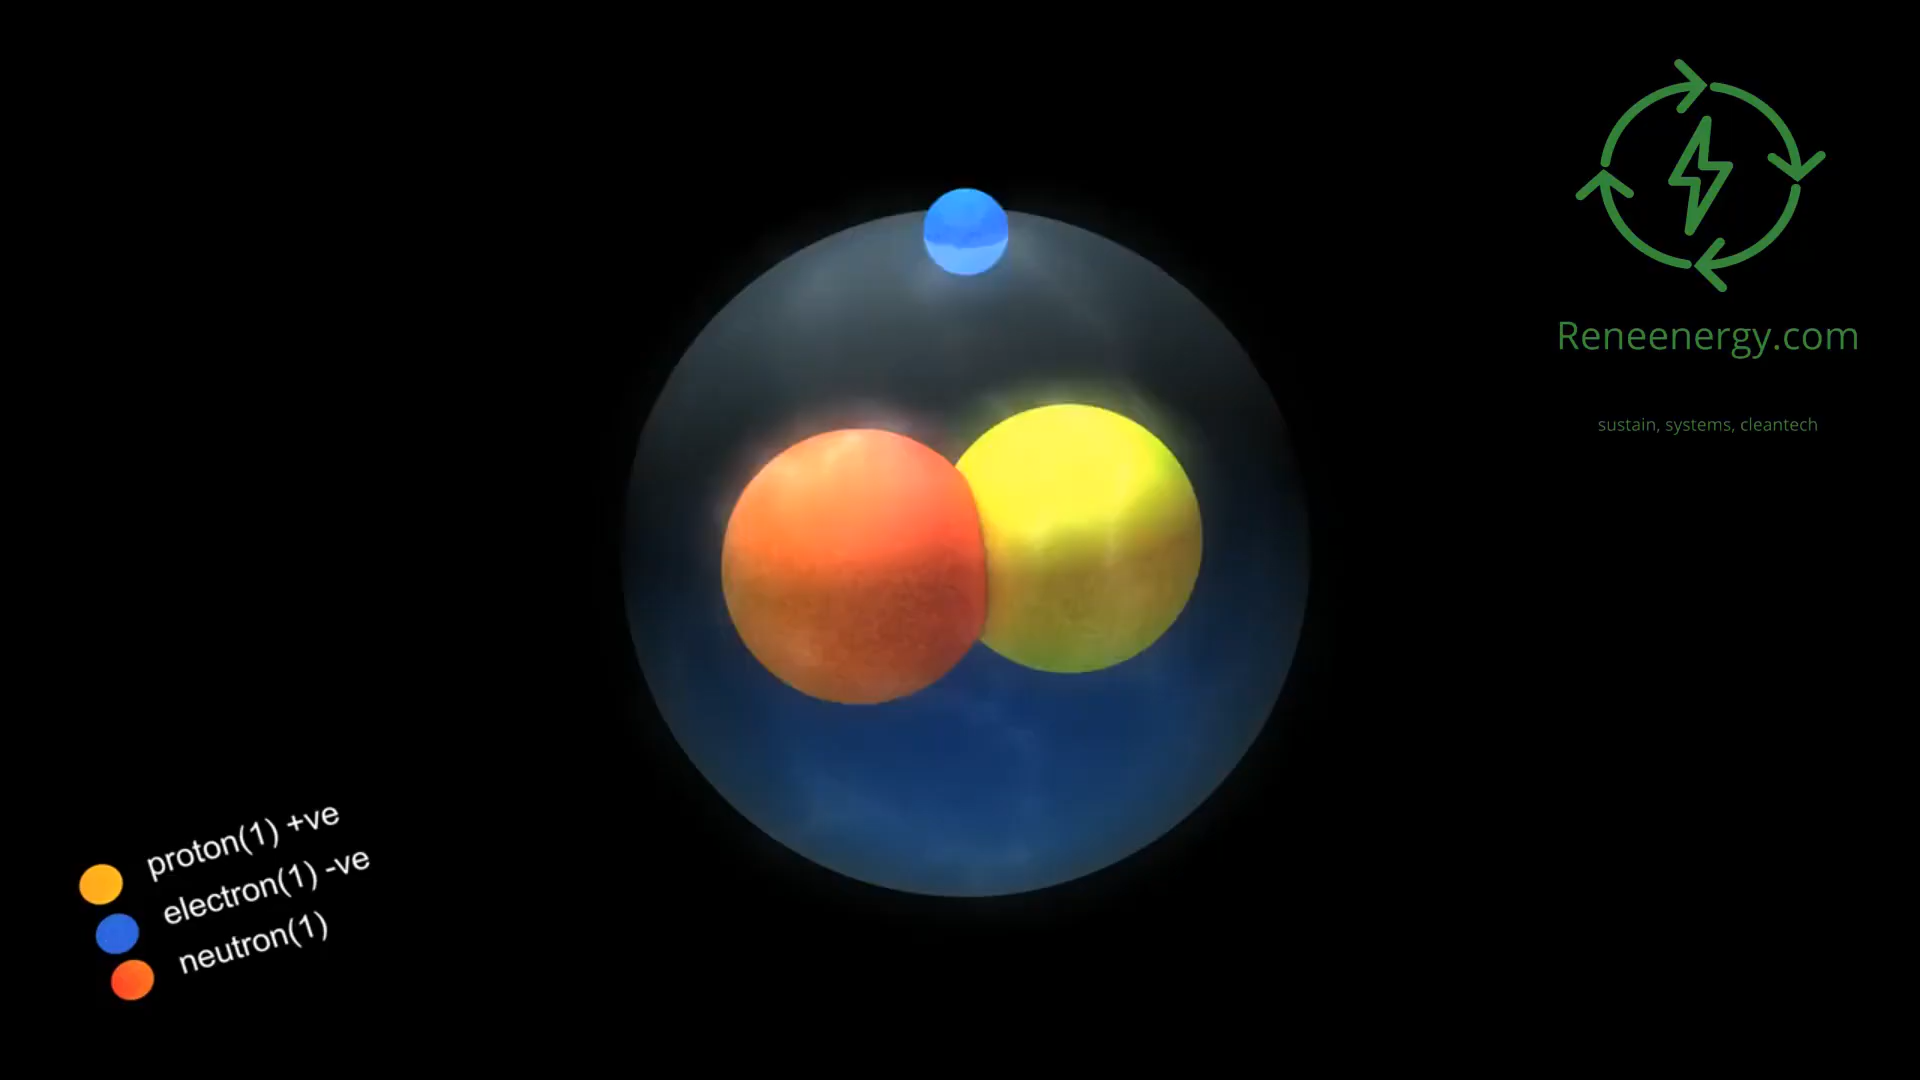 Reneenergy.com
sustain, systems, cleantech
proton(1) +ve
electron(1) -ve
neutron(1)